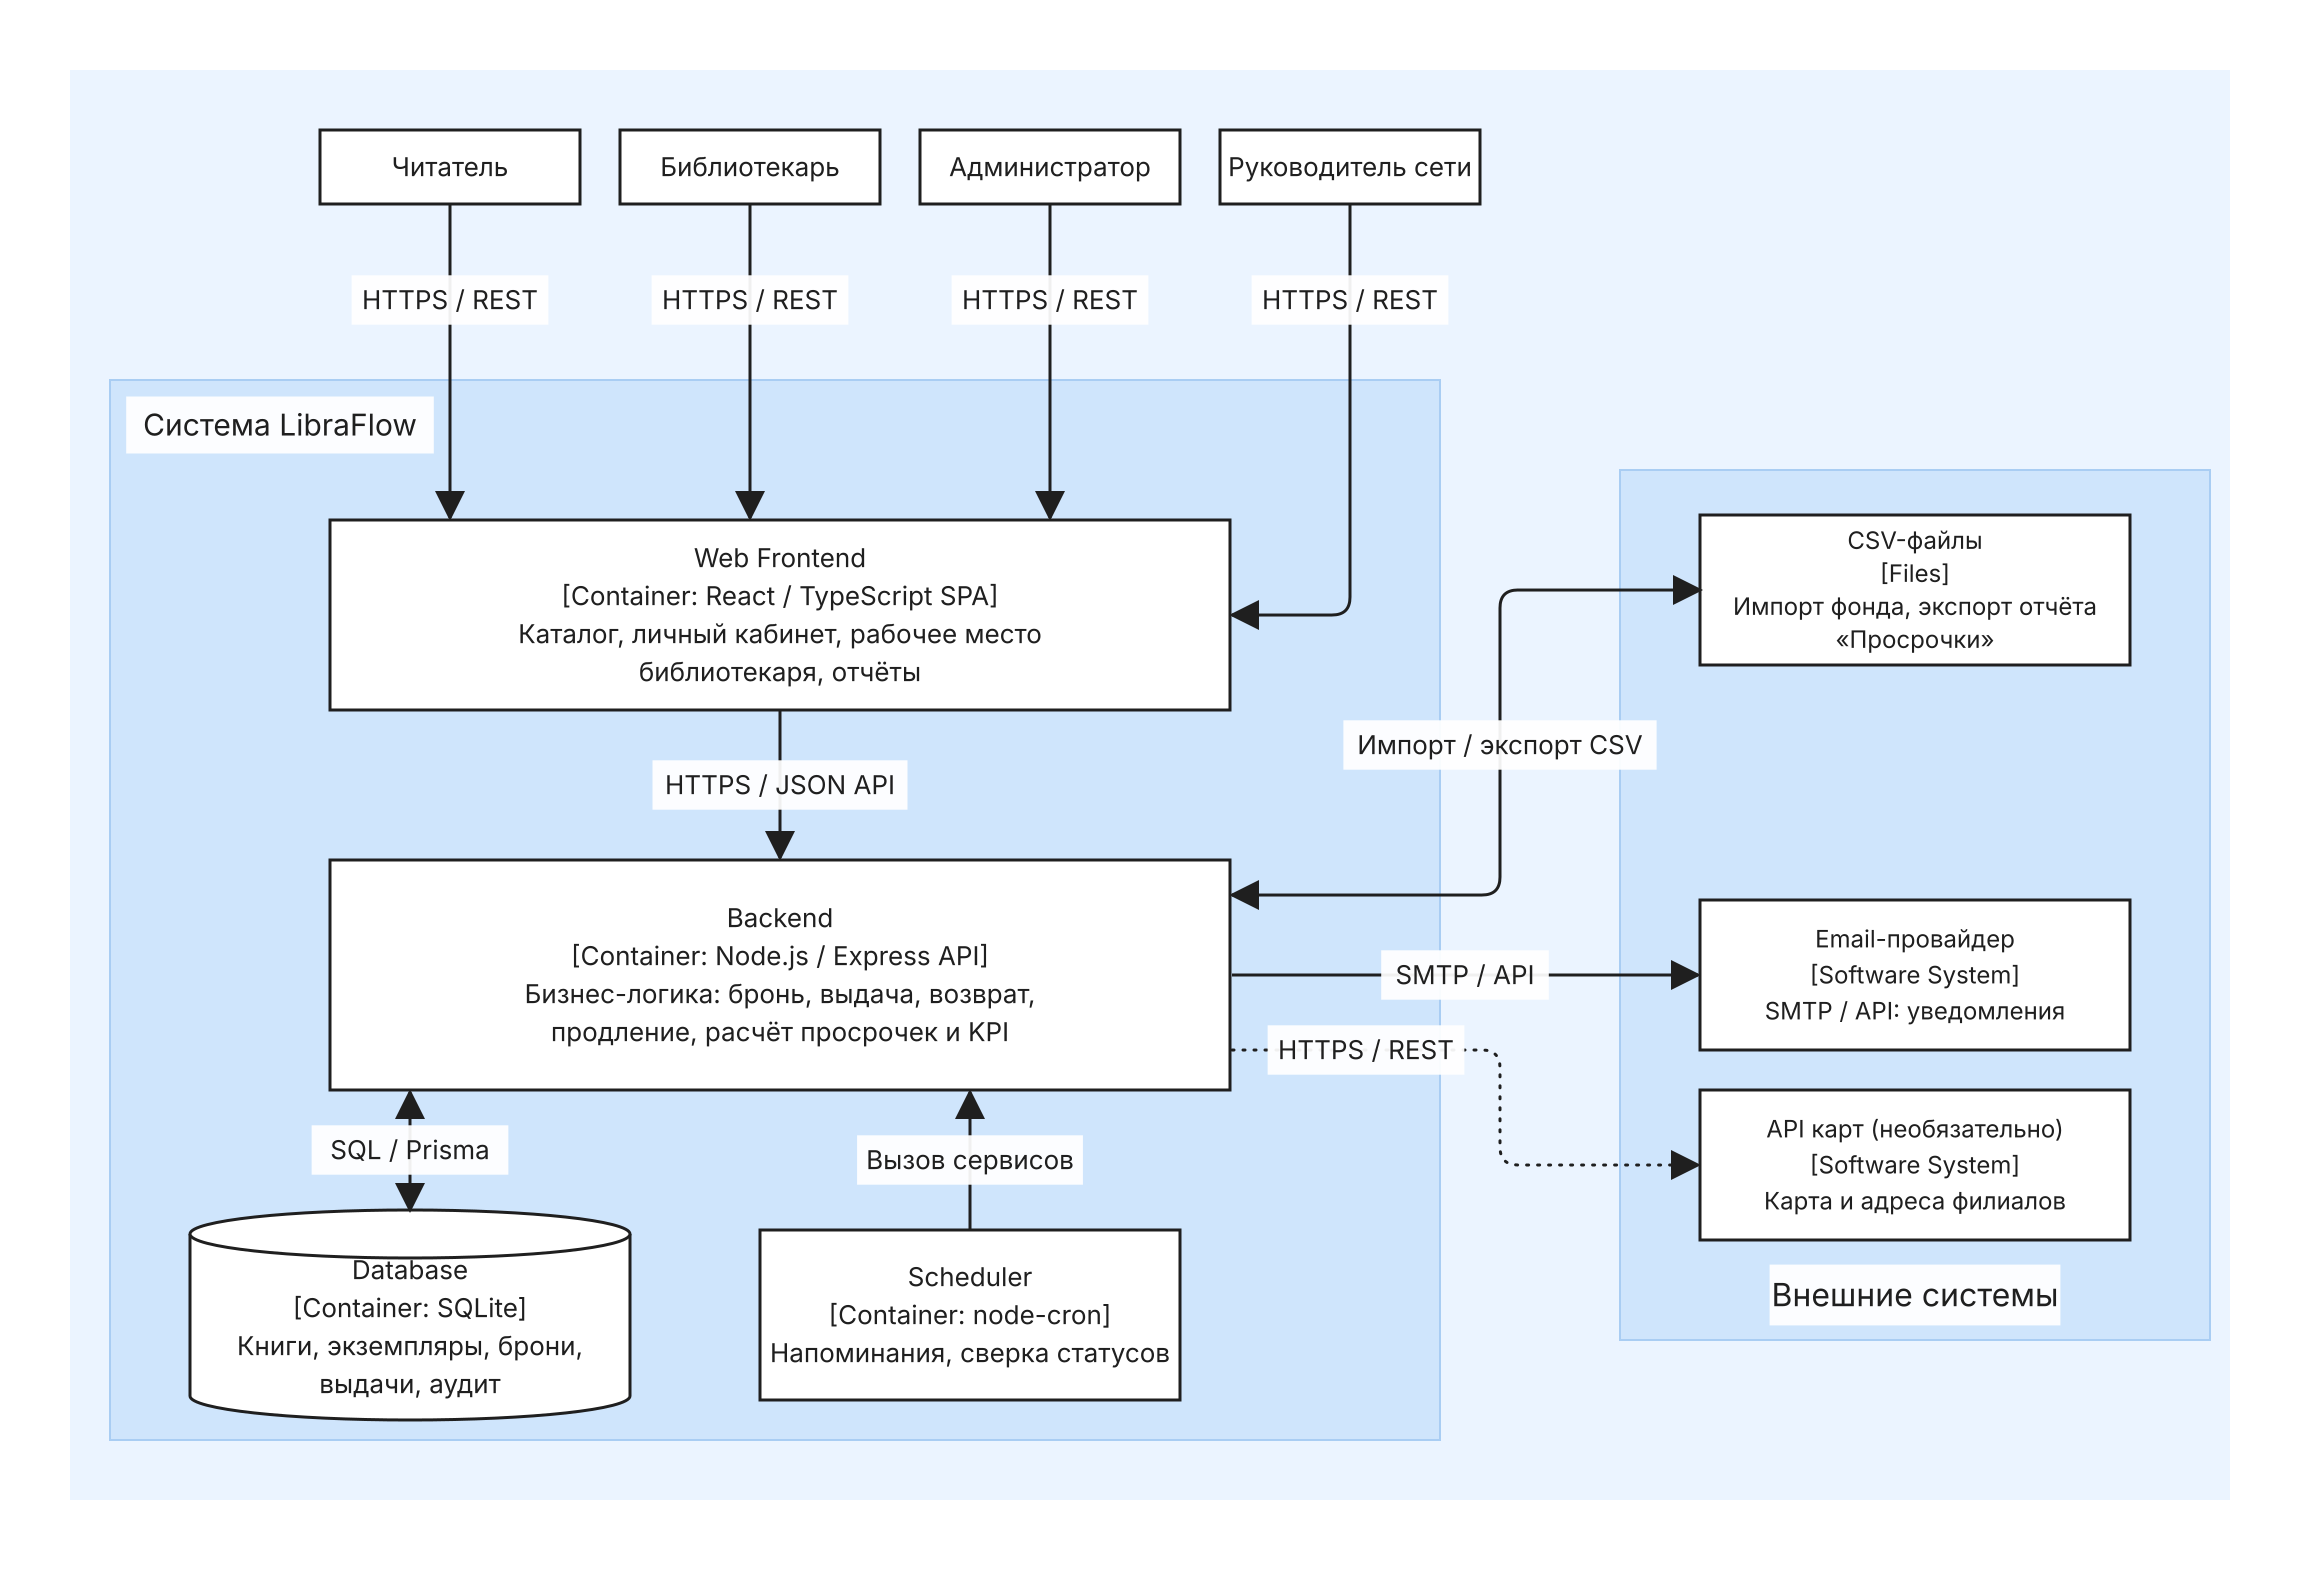 Читатель
Библиотекарь
Администратор
Руководитель сети
HTTPS / REST
HTTPS / REST
HTTPS / REST
HTTPS / REST
Система LibraFlow
Web Frontend
[Container: React / TypeScript SPA]
Каталог, личный кабинет, рабочее место
библиотекаря, отчёты
CSV-файлы
[Files]
Импорт фонда, экспорт отчёта
«Просрочки»
Импорт / экспорт CSV
HTTPS / JSON API
Backend
[Container: Node.js / Express API]
Бизнес-логика: бронь, выдача, возврат,
продление, расчёт просрочек и KPI
SMTP / API
Email-провайдер
[Software System]
SMTP / API: уведомления
HTTPS / REST
API карт (необязательно)
[Software System]
Карта и адреса филиалов
SQL / Prisma
Вызов сервисов
Database
[Container: SQLite]
Книги, экземпляры, брони,
выдачи, аудит
Scheduler
[Container: node-cron]
Напоминания, сверка статусов
Внешние системы